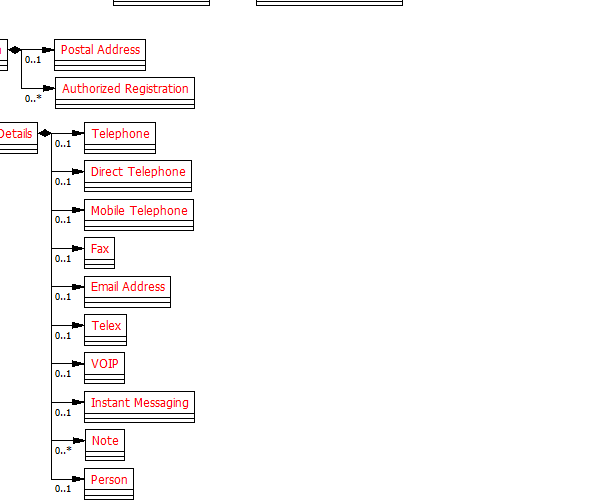 Postal Address
0..1
Authorized Registration
0..*
Details
Telephone
0..1
Direct Telephone
0..1
Mobile Telephone
0..1
Fax
0..1
Email Address
0..1
Telex
0..1
VOIP
0..1
Instant Messaging
0..1
Note
0..*
Person
0..1